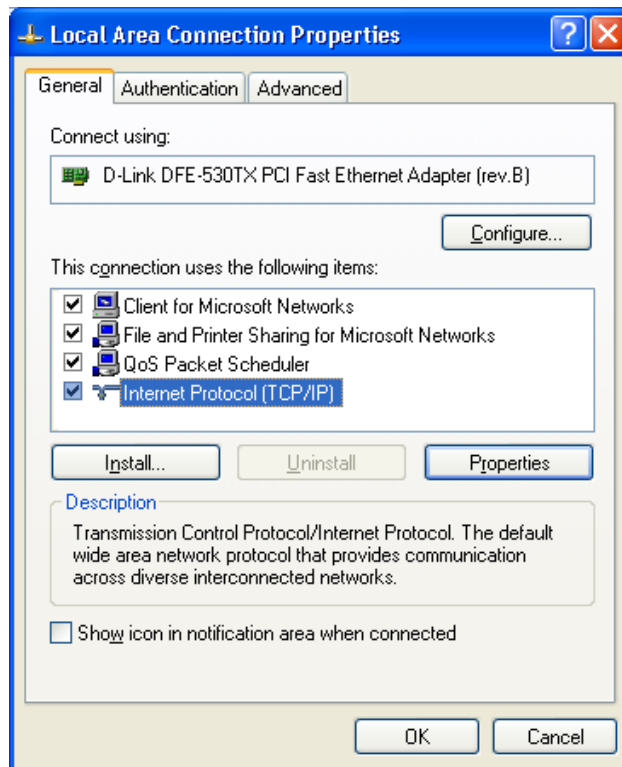 Local Area Connection Properties
General Authentication Advanced
Connect using:
D-Link DFE-530TX PCI Fast Ethernet Adapter (rev.B)
Configure...
This connection uses the following items:
Client for Microsoft Networks
File and Printer Sharing for Microsoft Networks
QoS Packet Scheduler
Internet Protocol (TCP/IP)
Install... Uninstall Properties
Description
Transmission Control Protocol/Internet Protocol. The default
wide area network protocol that provides communication
across diverse interconnected networks.
Show icon in notification area when connected
OK Cancel